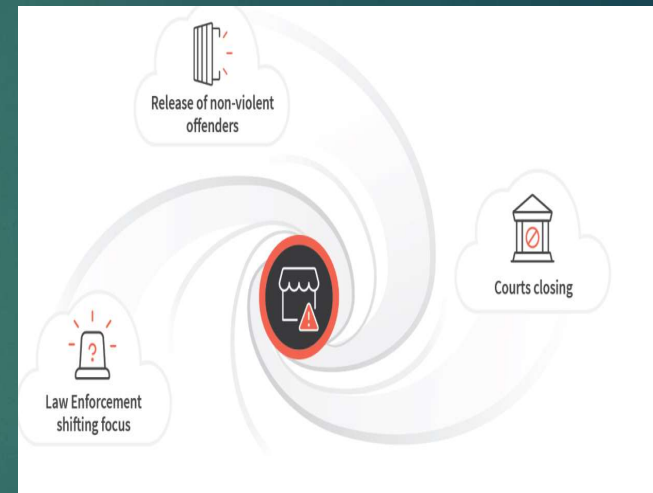 Release of non-violent
offenders
Courts closing
?
Law Enforcement
shifting focus